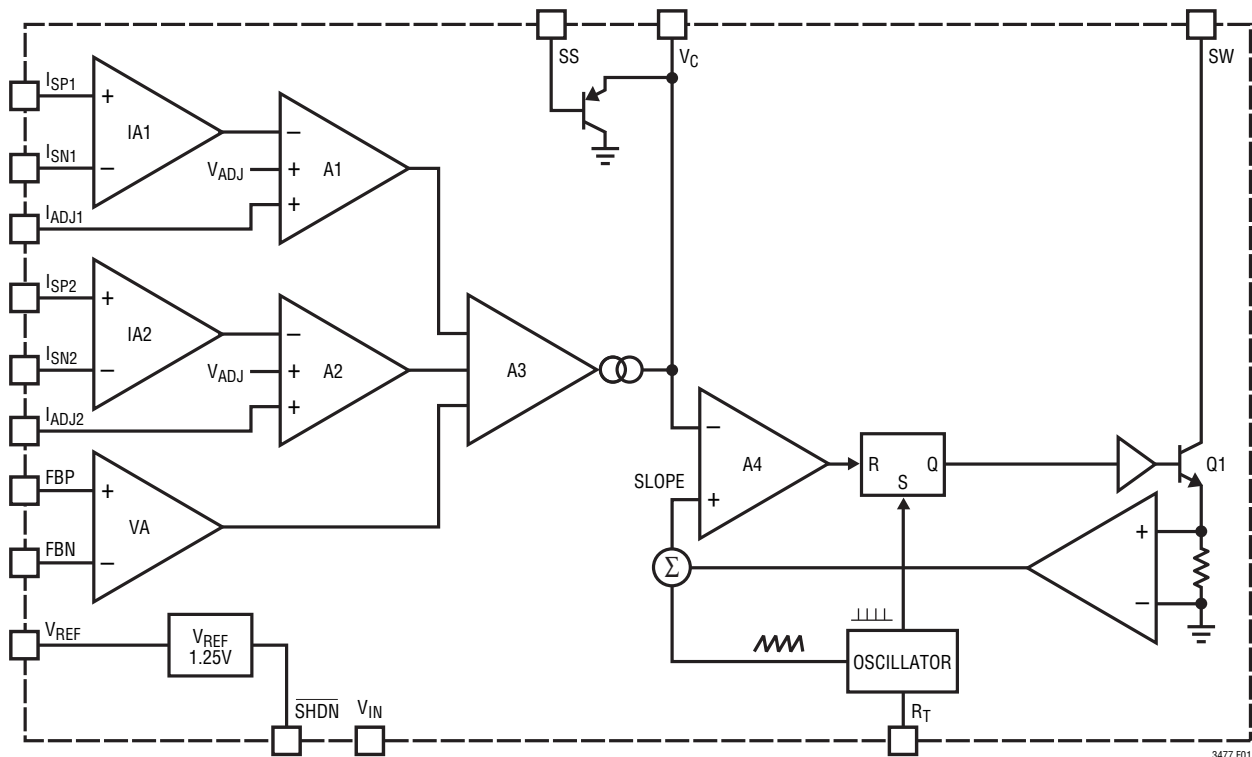 SS
V_C
SW
I_SP1
+
IA1
I_SN1
−
−
V_ADJ
+
A1
+
I_ADJ1
I_SP2
+
IA2
I_SN2
−
−
V_ADJ
+
A2
+
I_ADJ2
A3
FBP
+
VA
FBN
−
−
A4
SLOPE
+
R
Q
S
Q1
+
−
Σ
V_REF
V_REF
1.25V
OSCILLATOR
SHDN
V_IN
R_T
3477 F01